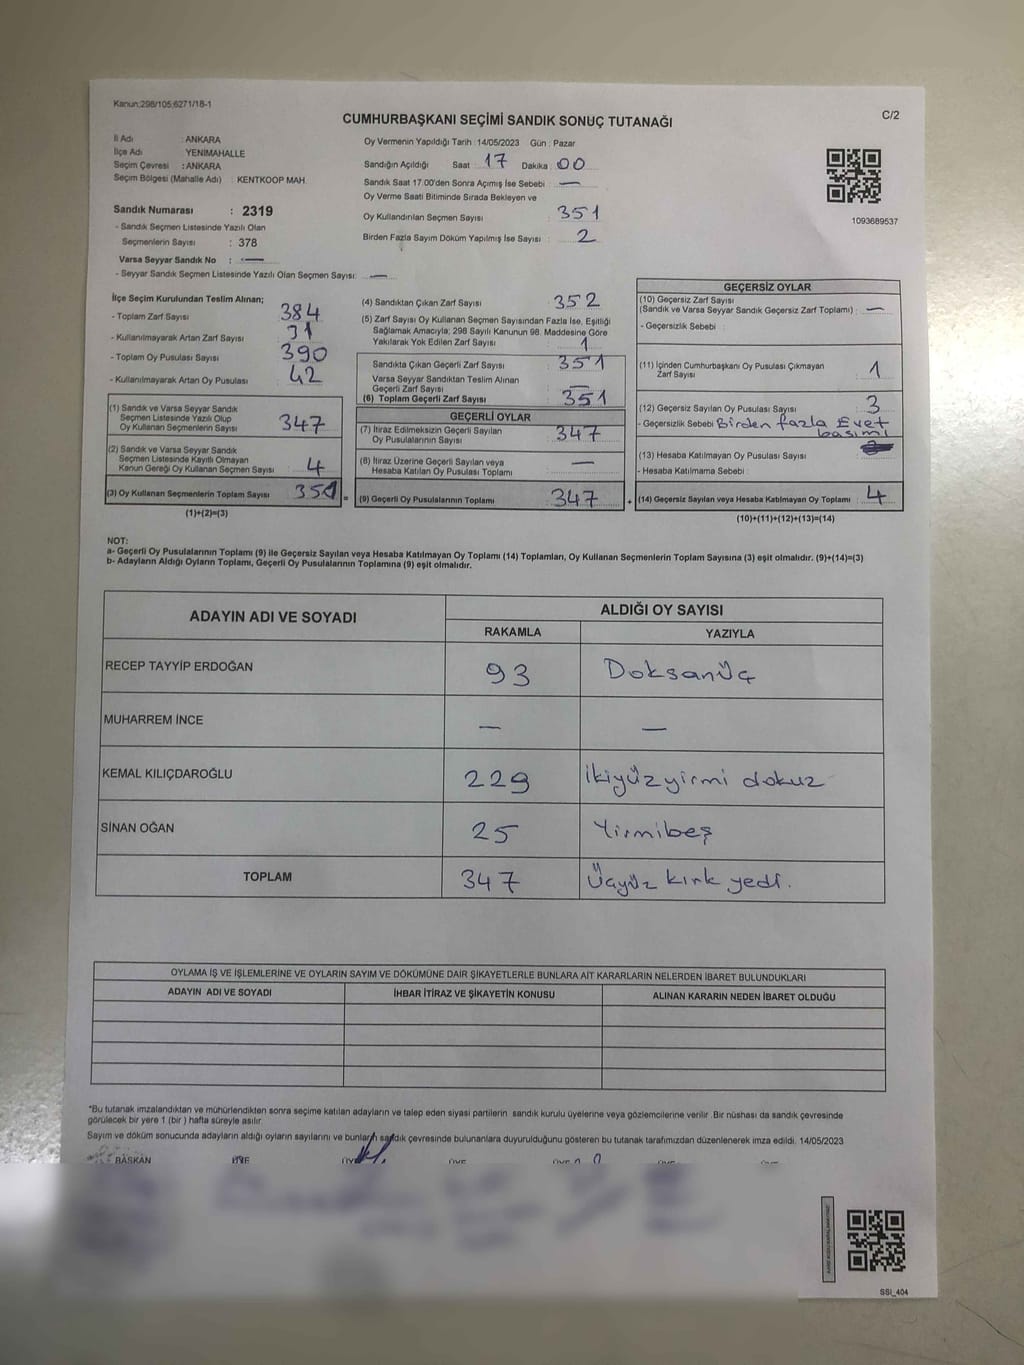 Kanun;298/105;6271/18-1
C/2
CUMHURBAŞKANI SEÇİMİ SANDIK SONUÇ TUTANAĞI
İl Adı : ANKARA
İlçe Adı : YENİMAHALLE
Seçim Çevresi : ANKARA
Seçim Bölgesi (Mahalle Adı) : KENTKOOP MAH.
Sandık Numarası : 2319
- Sandık Seçmen Listesinde Yazılı Olan
Seçmenlerin Sayısı : 378
Varsa Seyyar Sandık No : —
- Seyyar Sandık Seçmen Listesinde Yazılı Olan Seçmen Sayısı: —
Oy Vermenin Yapıldığı Tarih : 14/05/2023 Gün : Pazar
Sandığın Açıldığı Saat : 17 Dakika : 00
Sandık Saat 17.00'den Sonra Açımış İse Sebebi : —
Oy Verme Saati Bitiminde Sırada Bekleyen ve
Oy Kullandırılan Seçmen Sayısı : 351
Birden Fazla Sayım Döküm Yapılmış İse Sayısı : 2
1093689537
İlçe Seçim Kurulundan Teslim Alınan;
- Toplam Zarf Sayısı : 384
- Kullanılmayarak Artan Zarf Sayısı : 31
- Toplam Oy Pusulası Sayısı : 390
- Kullanılmayarak Artan Oy Pusulası : 42
(1) Sandık ve Varsa Seyyar Sandık
Seçmen Listesinde Yazılı Olup
Oy Kullanan Seçmenlerin Sayısı : 347
(2) Sandık ve Varsa Seyyar Sandık
Seçmen Listesinde Kayıtlı Olmayan
Kanun Gereği Oy Kullanan Seçmen Sayısı : 4
(3) Oy Kullanan Seçmenlerin Toplam Sayısı : 351 =
(1)+(2)=(3)
(4) Sandıktan Çıkan Zarf Sayısı : 352
(5) Zarf Sayısı Oy Kullanan Seçmen Sayısından Fazla İse, Eşitliği
Sağlamak Amacıyla; 298 Sayılı Kanunun 98. Maddesine Göre
Yakılarak Yok Edilen Zarf Sayısı : 1
Sandıkta Çıkan Geçerli Zarf Sayısı : 351
Varsa Seyyar Sandıktan Teslim Alınan
Geçerli Zarf Sayısı : —
(6) Toplam Geçerli Zarf Sayısı : 351
GEÇERLİ OYLAR
(7) İtiraz Edilmeksizin Geçerli Sayılan
Oy Pusulalarının Sayısı : 347
(8) İtiraz Üzerine Geçerli Sayılan veya
Hesaba Katılan Oy Pusulası Toplamı : —
(9) Geçerli Oy Pusulalarının Toplamı : 347 +
GEÇERSİZ OYLAR
(10) Geçersiz Zarf Sayısı
(Sandık ve Varsa Seyyar Sandık Geçersiz Zarf Toplamı) : —
- Geçersizlik Sebebi :
(11) İçinden Cumhurbaşkanı Oy Pusulası Çıkmayan
Zarf Sayısı : 1
(12) Geçersiz Sayılan Oy Pusulası Sayısı : 3
- Geçersizlik Sebebi : Birden fazla Evet
basımı
(13) Hesaba Katılmayan Oy Pusulası Sayısı :
- Hesaba Katılmama Sebebi :
(14) Geçersiz Sayılan veya Hesaba Katılmayan Oy Toplamı : 4
(10)+(11)+(12)+(13)=(14)
NOT:
a- Geçerli Oy Pusulalarının Toplamı (9) ile Geçersiz Sayılan veya Hesaba Katılmayan Oy Toplamı (14) Toplamları, Oy Kullanan Seçmenlerin Toplam Sayısına (3) eşit olmalıdır. (9)+(14)=(3)
b- Adayların Aldığı Oyların Toplamı, Geçerli Oy Pusulalarının Toplamına (9) eşit olmalıdır.
ADAYIN ADI VE SOYADI
ALDIĞI OY SAYISI
RAKAMLA YAZIYLA
RECEP TAYYİP ERDOĞAN 93 Doksanüç
MUHARREM İNCE — —
KEMAL KILIÇDAROĞLU 229 İkiyüzyirmi dokuz
SİNAN OĞAN 25 Yirmibeş
TOPLAM 347 Üçyüz kırk yedi.
OYLAMA İŞ VE İŞLEMLERİNE VE OYLARIN SAYIM VE DÖKÜMÜNE DAİR ŞİKAYETLERLE BUNLARA AİT KARARLARIN NELERDEN İBARET BULUNDUKLARI
ADAYIN ADI VE SOYADI İHBAR İTİRAZ VE ŞİKAYETİN KONUSU ALINAN KARARIN NEDEN İBARET OLDUĞU
*Bu tutanak imzalandıktan ve mühürlendikten sonra seçime katılan adayların ve talep eden siyasi partilerin sandık kurulu üyelerine veya gözlemcilerine verilir. Bir nüshası da sandık çevresinde
görülecek bir yere 1 (bir ) hafta süreyle asılır.
Sayım ve döküm sonucunda adayların aldığı oyların sayılarını ve bunların sandık çevresinde bulunanlara duyurulduğunu gösteren bu tutanak tarafımızdan düzenlenerek imza edildi. 14/05/2023
BAŞKAN ÜYE ÜYE ÜYE ÜYE
SSI_404